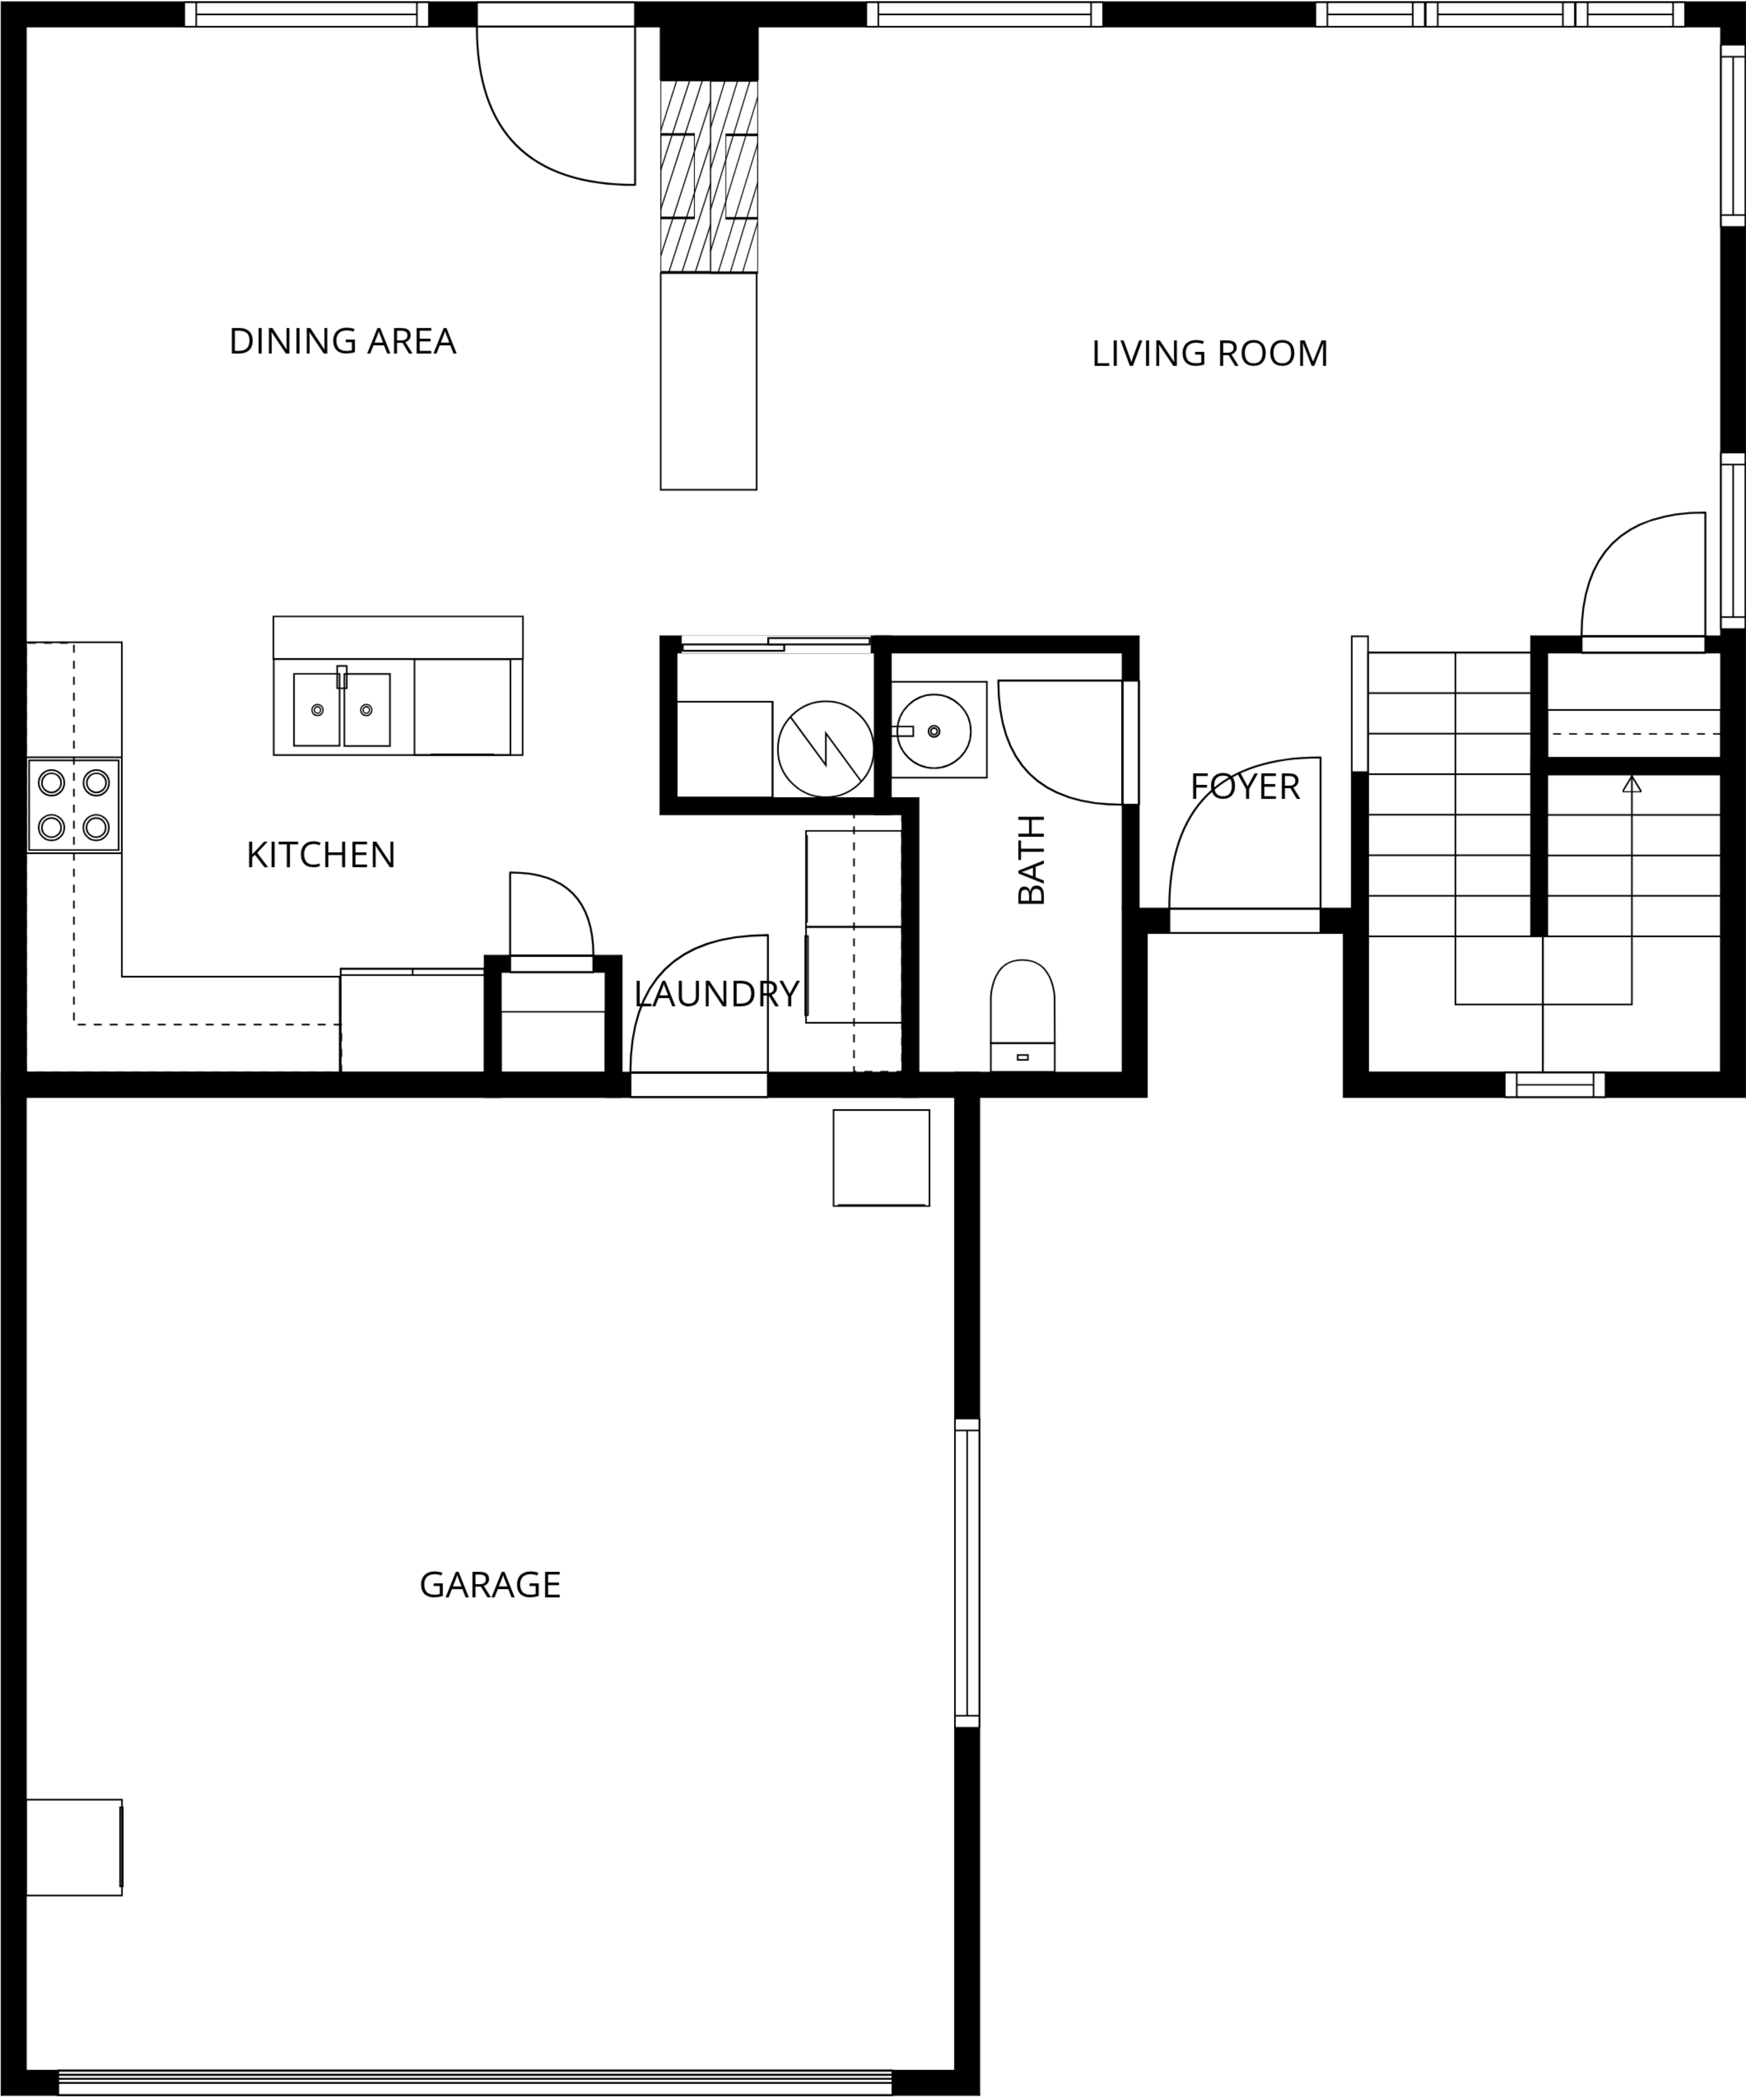 DINING AREA
LIVING ROOM
FOYER
KITCHEN
BATH
LAUNDRY
GARAGE